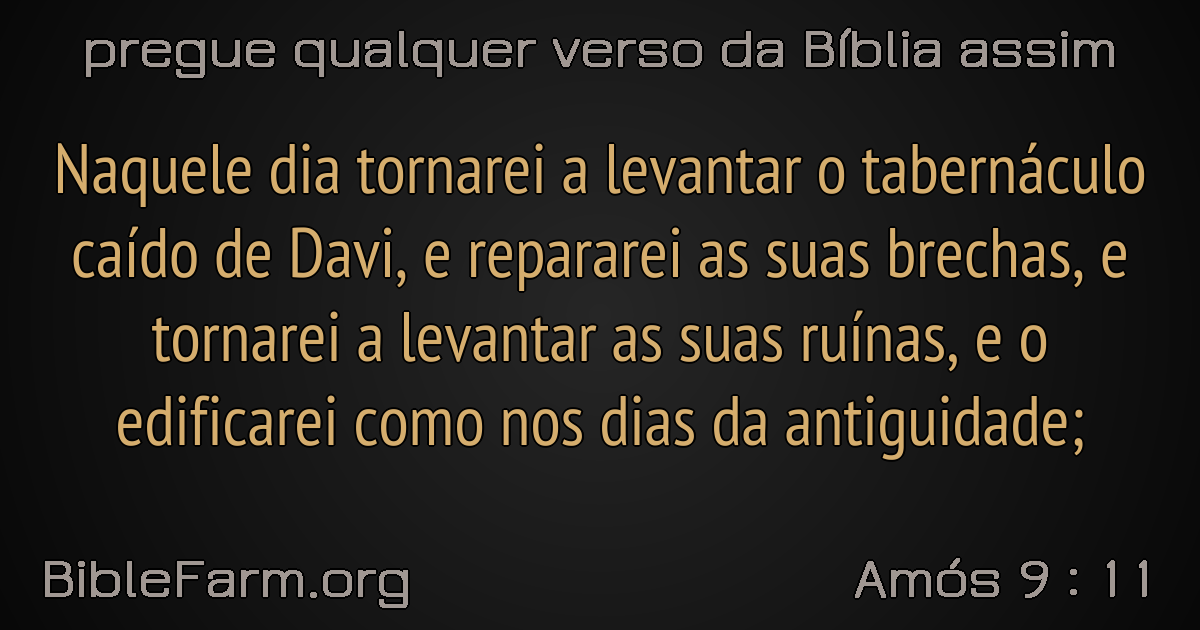 pregue qualquer verso da Bíblia assim
Naquele dia tornarei a levantar o tabernáculo
caído de Davi, e repararei as suas brechas, e
tornarei a levantar as suas ruínas, e o
edificarei como nos dias da antiguidade;
BibleFarm.org
Amós 9 : 11